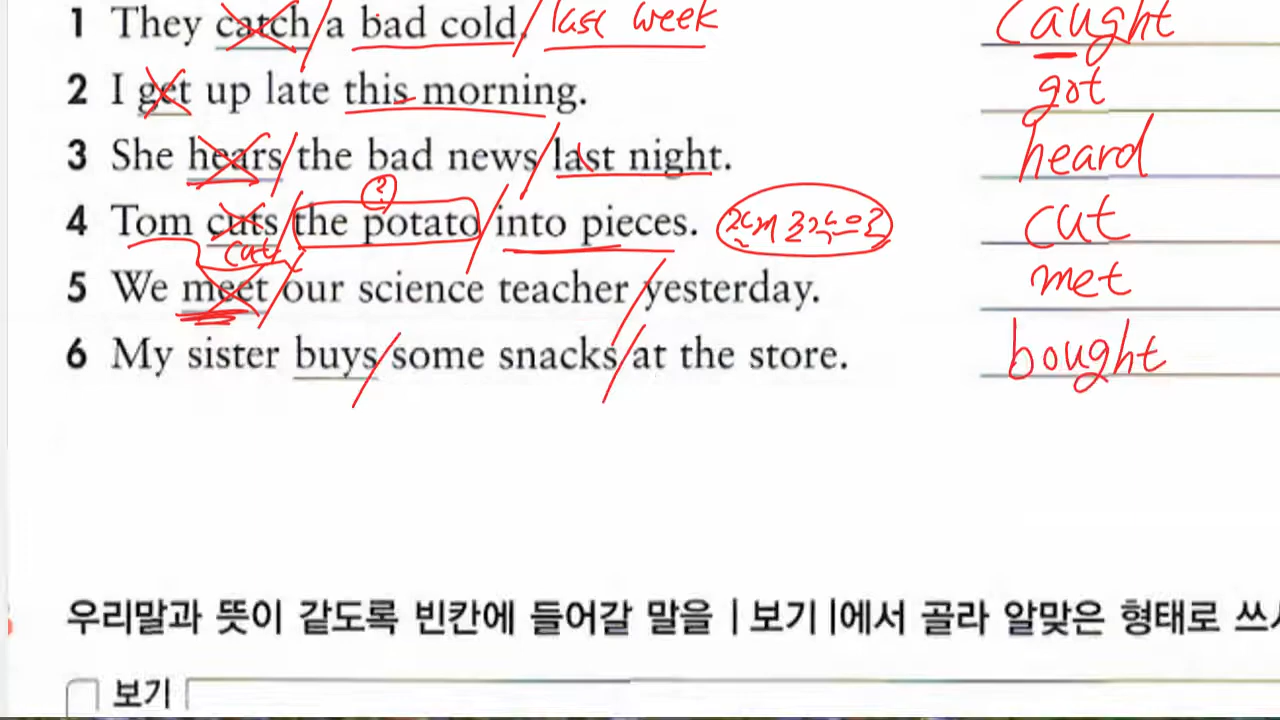 1 They catch a bad cold. last week caught
2 I get up late this morning. got
3 She hears the bad news last night. heard
?
4 Tom cuts the potato into pieces. cut
cut
5 We meet our science teacher yesterday. met
6 My sister buys some snacks at the store. bought
우리말과 뜻이 같도록 빈칸에 들어갈 말을 | 보기 |에서 골라 알맞은 형태로
보기